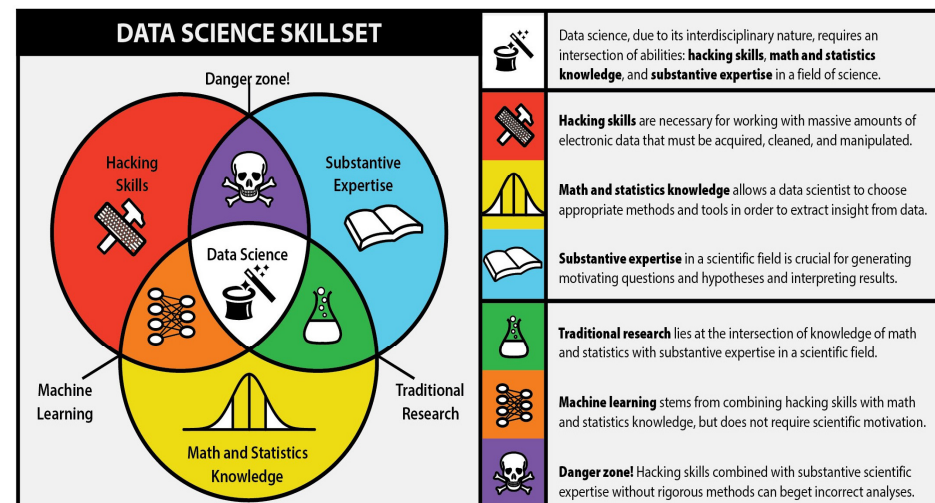 DATA SCIENCE SKILLSET
Danger zone!
Hacking
Skills
Substantive
Expertise
Data Science
Machine
Learning
Traditional
Research
Math and Statistics
Knowledge
Data science, due to its interdisciplinary nature, requires an
intersection of abilities: hacking skills, math and statistics
knowledge, and substantive expertise in a field of science.
Hacking skills are necessary for working with massive amounts of
electronic data that must be acquired, cleaned, and manipulated.
Math and statistics knowledge allows a data scientist to choose
appropriate methods and tools in order to extract insight from data.
Substantive expertise in a scientific field is crucial for generating
motivating questions and hypotheses and interpreting results.
Traditional research lies at the intersection of knowledge of math
and statistics with substantive expertise in a scientific field.
Machine learning stems from combining hacking skills with math
and statistics knowledge, but does not require scientific motivation.
Danger zone! Hacking skills combined with substantive scientific
expertise without rigorous methods can beget incorrect analyses.